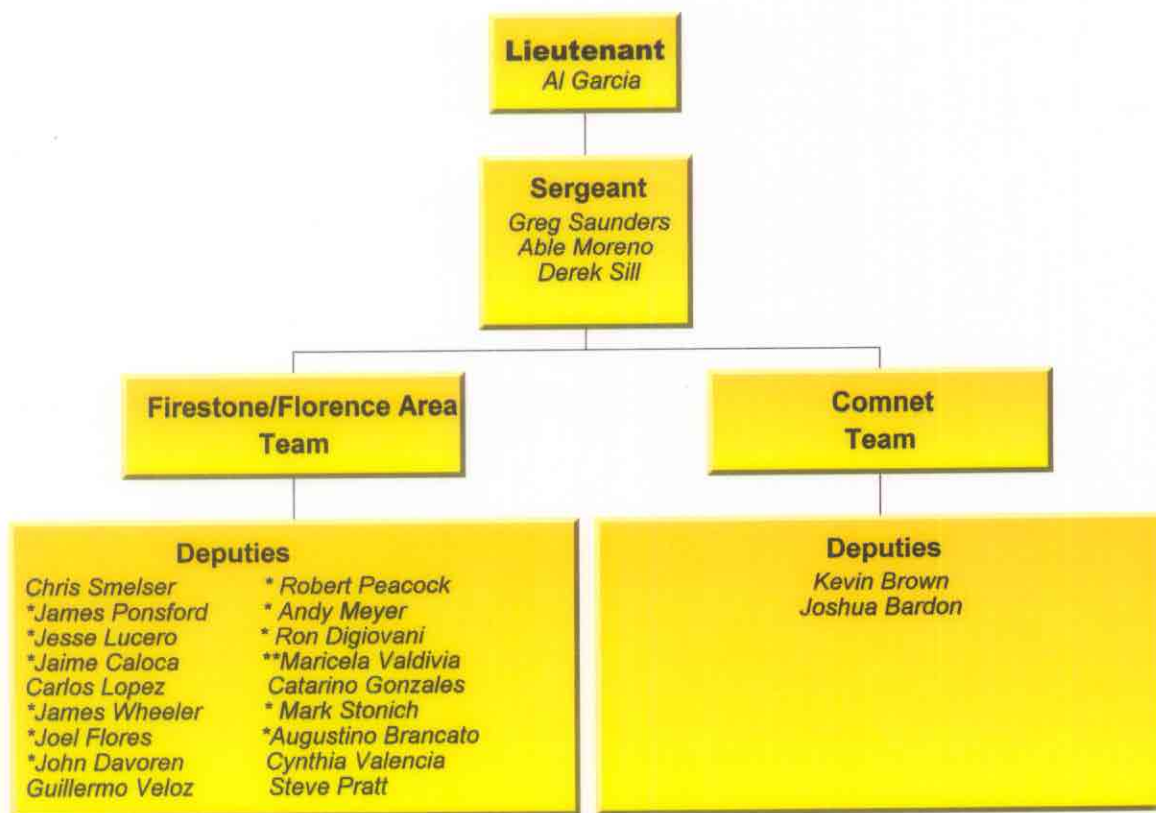 Lieutenant
Al Garcia
Sergeant
Greg Saunders
Able Moreno
Derek Sill
Firestone/Florence Area
Team
Comnet
Team
Deputies
Chris Smelser
*James Ponsford
*Jesse Lucero
*Jaime Caloca
Carlos Lopez
*James Wheeler
*Joel Flores
*John Davoren
Guillermo Veloz
* Robert Peacock
* Andy Meyer
* Ron Digiovani
**Maricela Valdivia
Catarino Gonzales
* Mark Stonich
*Augustino Brancato
Cynthia Valencia
Steve Pratt
Deputies
Kevin Brown
Joshua Bardon